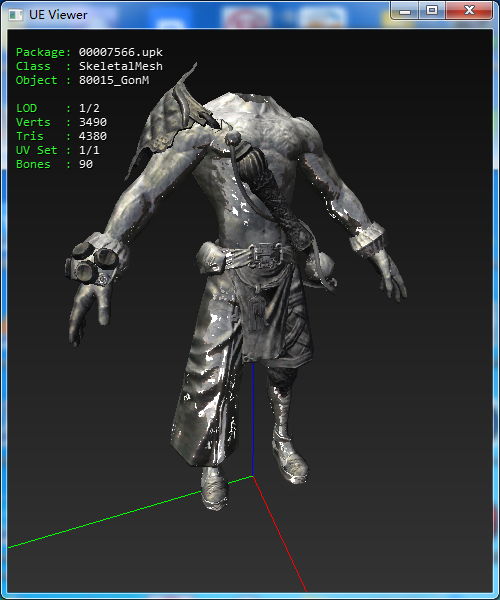 UE Viewer
Package: 00007566.upk
Class : SkeletalMesh
Object : 80015_GonM
LOD : 1/2
Verts : 3490
Tris : 4380
UV Set : 1/1
Bones : 90